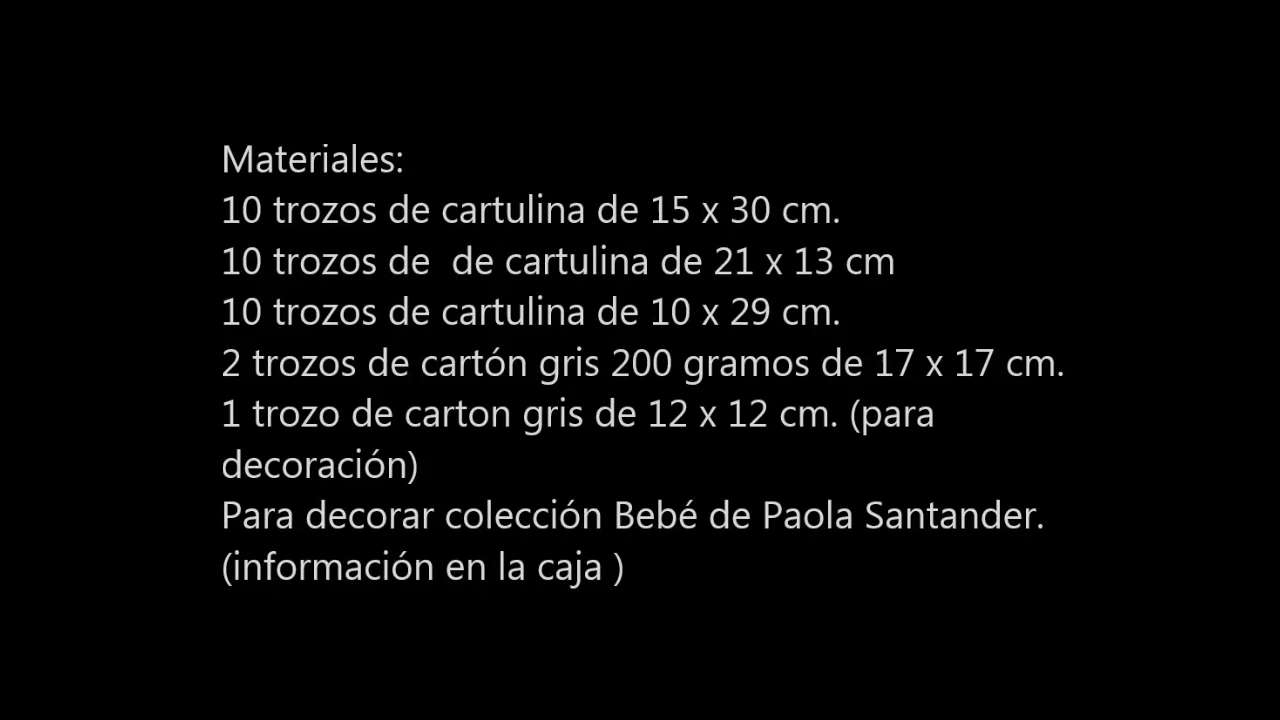 Materiales:
10 trozos de cartulina de 15 x 30 cm.
10 trozos de  de cartulina de 21 x 13 cm
10 trozos de cartulina de 10 x 29 cm.
2 trozos de cartón gris 200 gramos de 17 x 17 cm.
1 trozo de carton gris de 12 x 12 cm. (para
decoración)
Para decorar colección Bebé de Paola Santander.
(información en la caja )